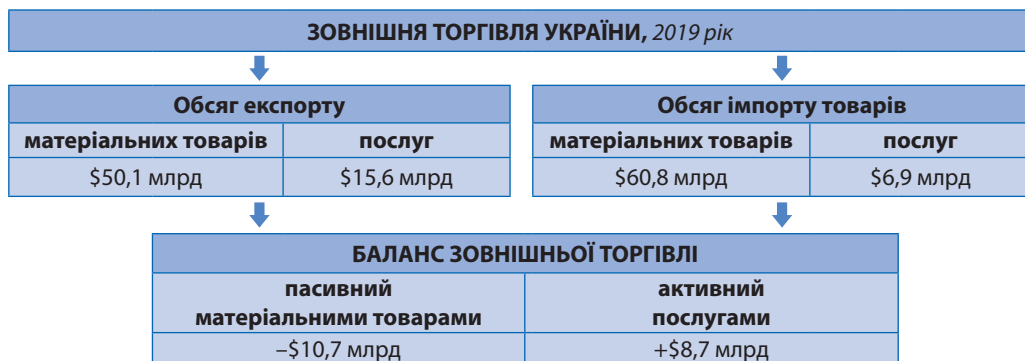 ЗОВНІШНЯ ТОРГІВЛЯ УКРАЇНИ, 2019 рік
Обсяг експорту
матеріальних товарів послуг
$50,1 млрд $15,6 млрд
Обсяг імпорту товарів
матеріальних товарів послуг
$60,8 млрд $6,9 млрд
БАЛАНС ЗОВНІШНЬОЇ ТОРГІВЛІ
пасивний
матеріальними товарами
активний
послугами
–$10,7 млрд +$8,7 млрд